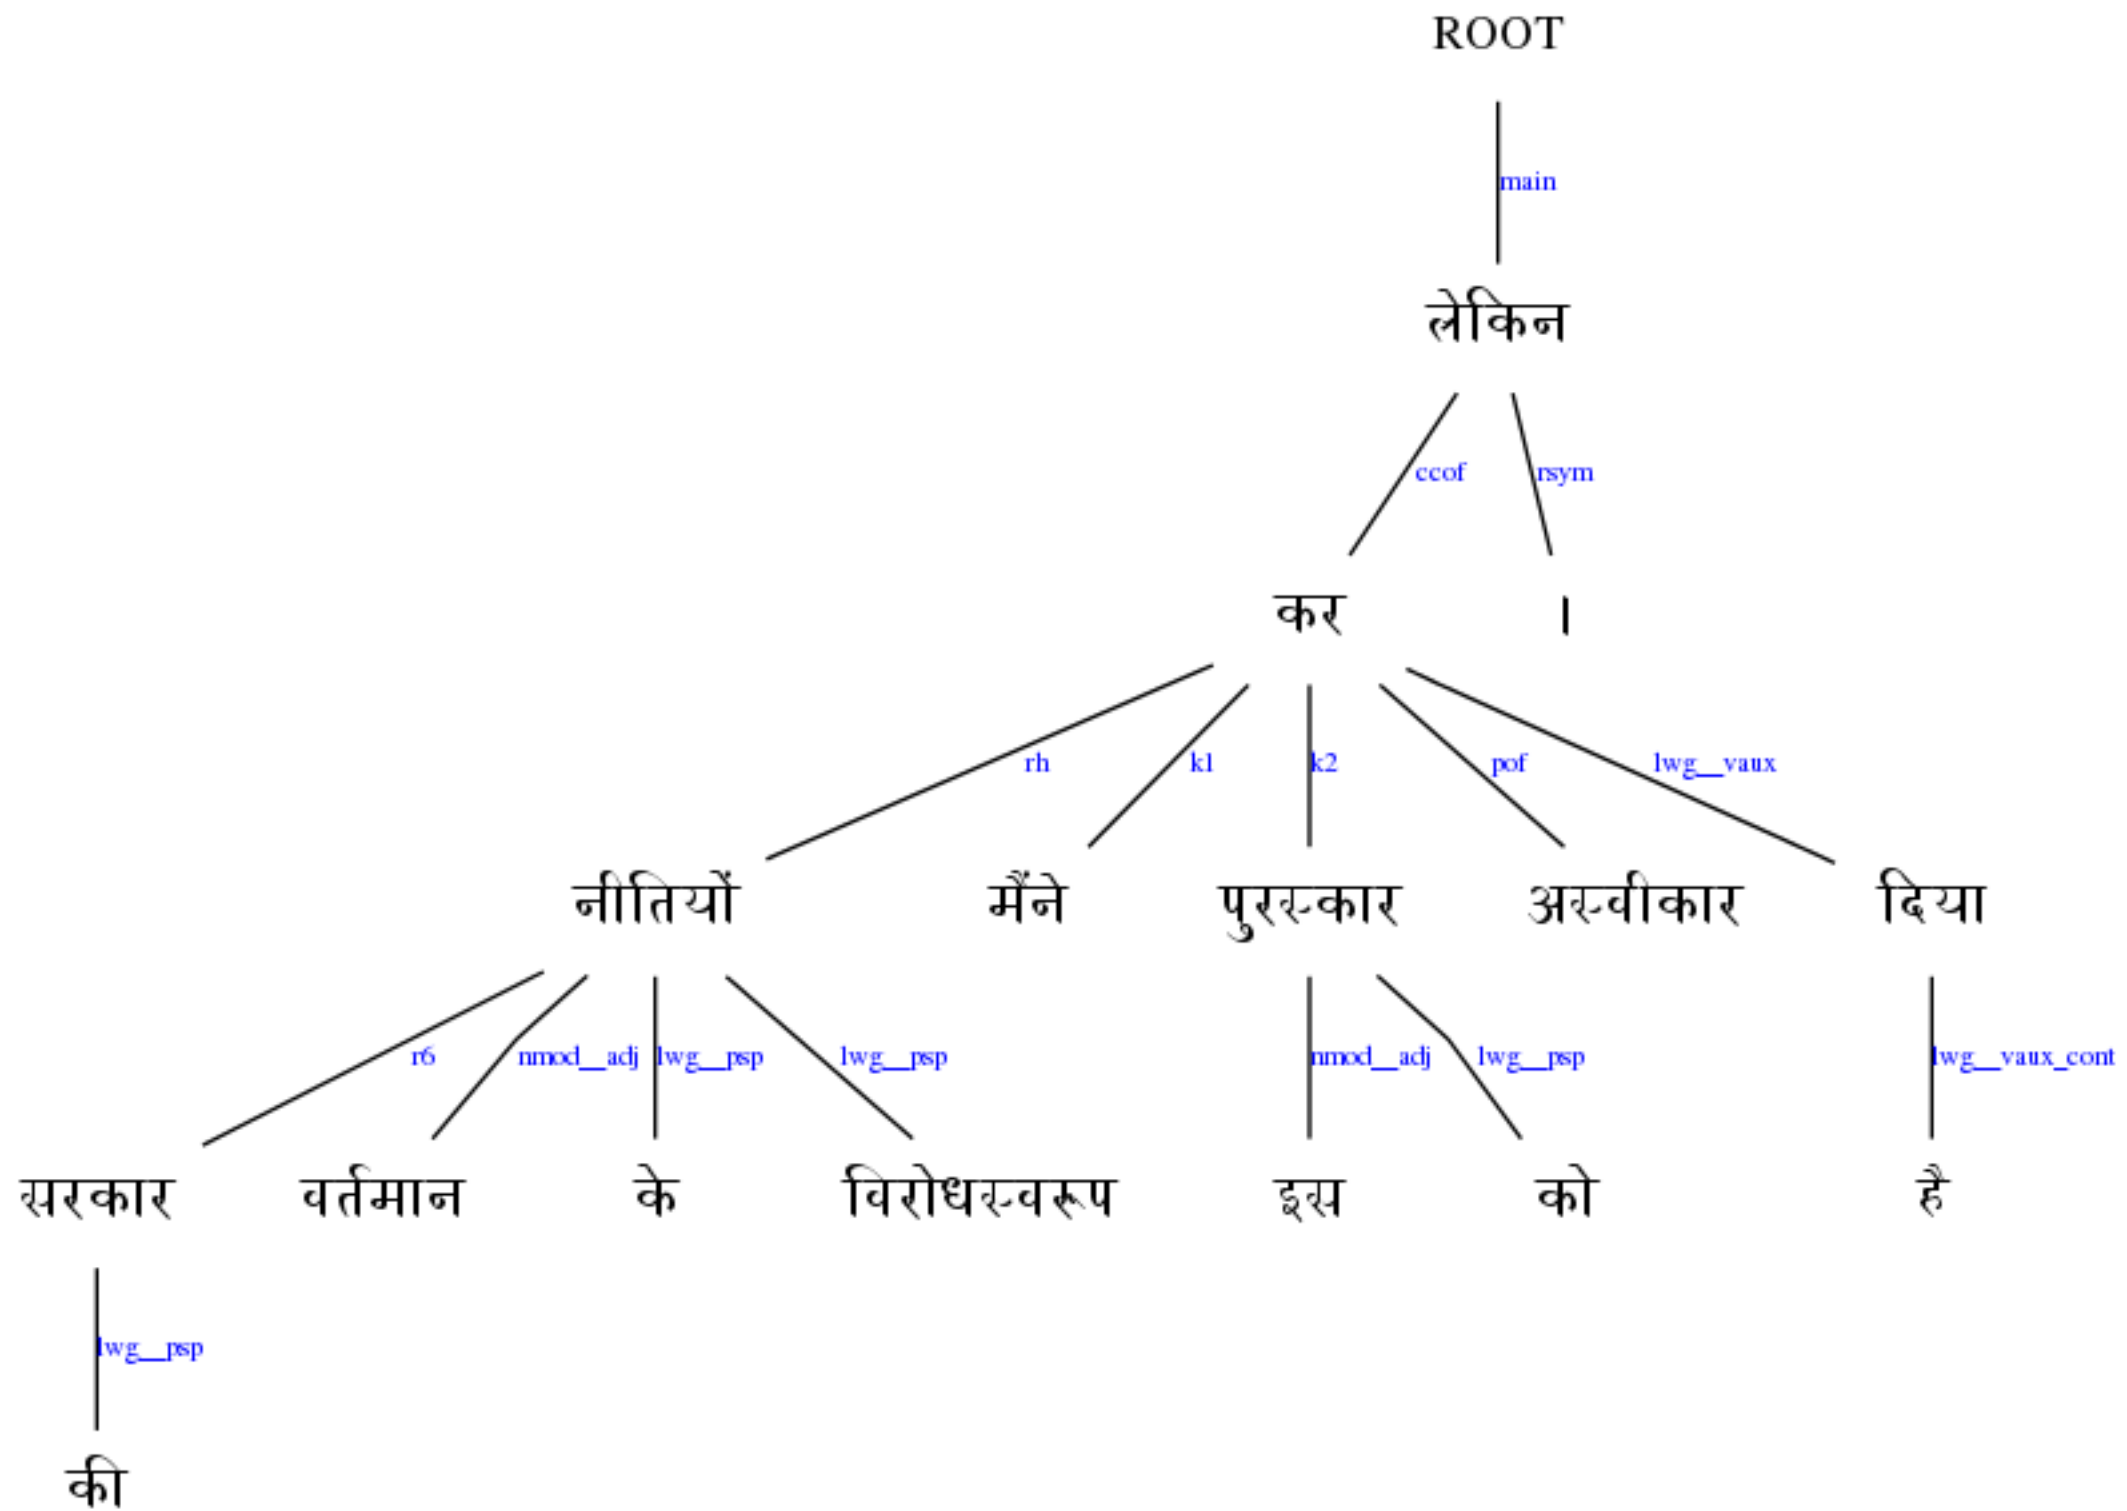 ROOT
main
लेकिन
ccof rsym
कर ।
rh k1 k2 pof lwg__vaux
नीतियों मैंने पुरस्कार अस्वीकार दिया
r6 nmod__adj lwg__psp lwg__psp nmod__adj lwg__psp lwg__vaux_cont
सरकार वर्तमान के विरोधस्वरूप इस को है
lwg__psp
की